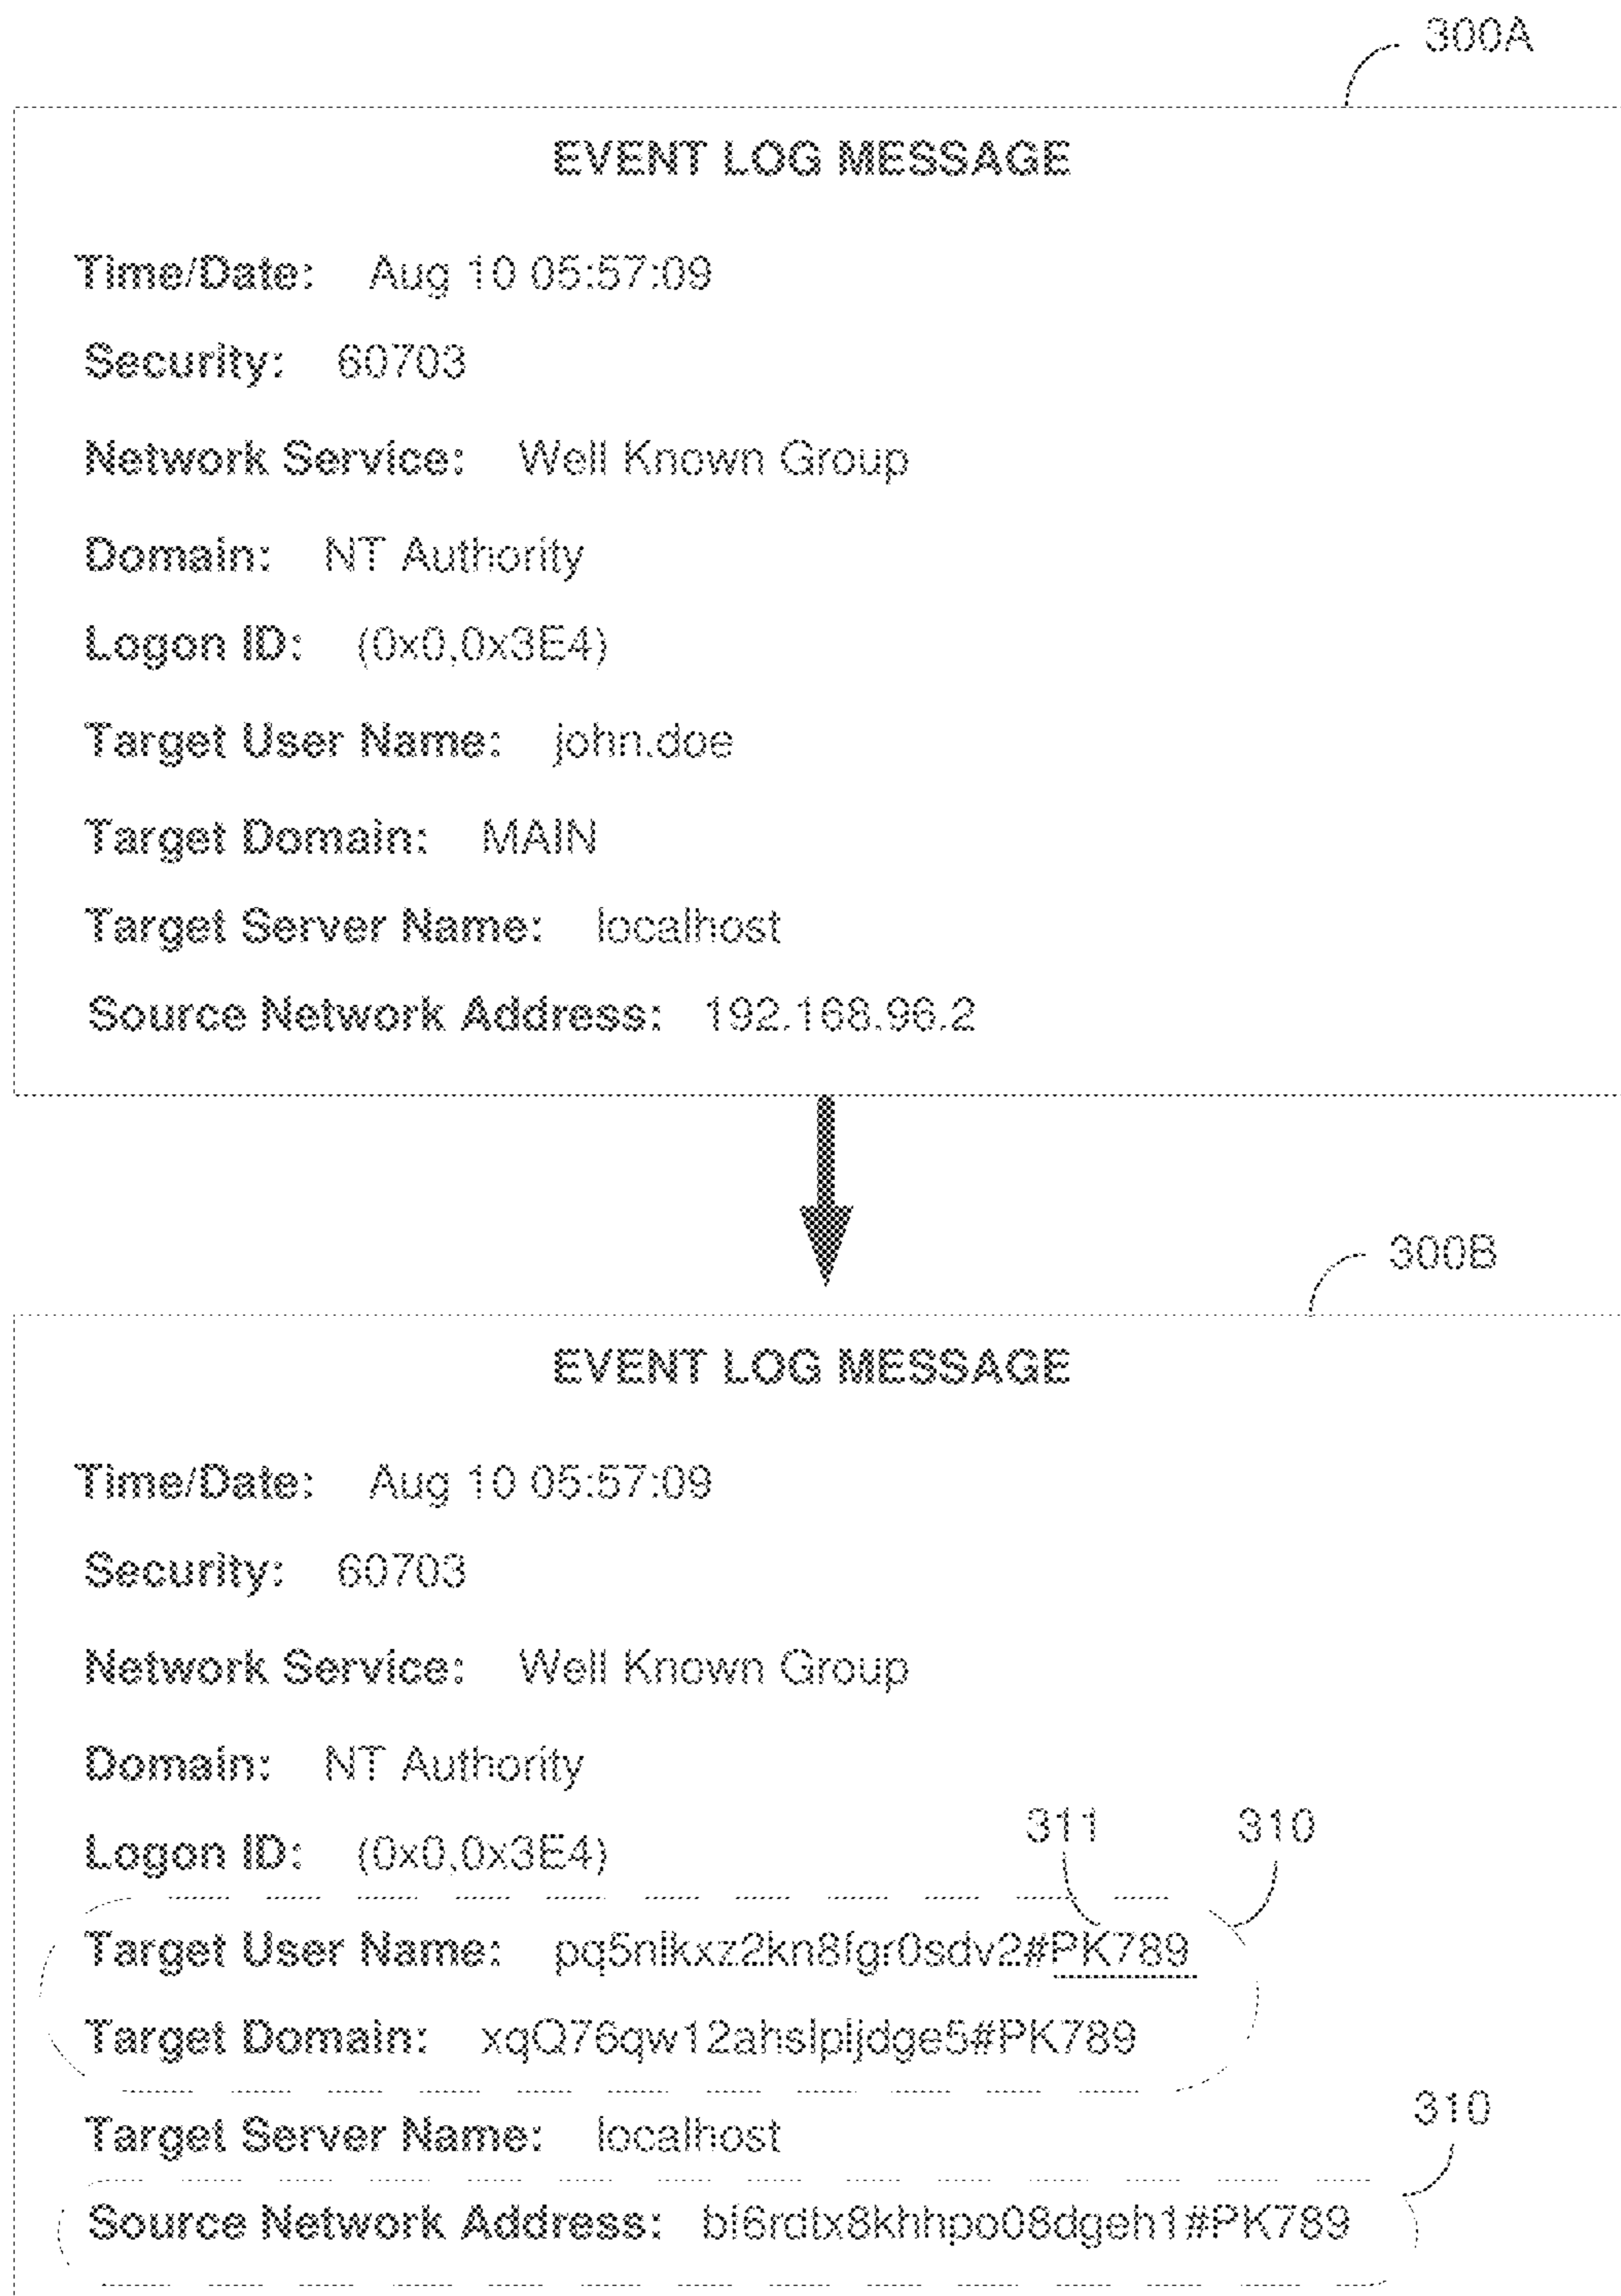 300A
EVENT LOG MESSAGE
Time/Date: Aug 10 05:57:09
Security: 60703
Network Service: Well Known Group
Domain: NT Authority
Logon ID: (0x0,0x3E4)
Target User Name: john.doe
Target Domain: MAIN
Target Server Name: localhost
Source Network Address: 192.168.96.2
300B
EVENT LOG MESSAGE
Time/Date: Aug 10 05:57:09
Security: 60703
Network Service: Well Known Group
Domain: NT Authority
Logon ID: (0x0,0x3E4)
311 310
Target User Name: pq5nlkxz2kn8fgr0sdv2#PK789
Target Domain: xqQ76qw12ahslpljdge5#PK789
Target Server Name: localhost
310
Source Network Address: bf6rdtx8khhpo08dgeh1#PK789